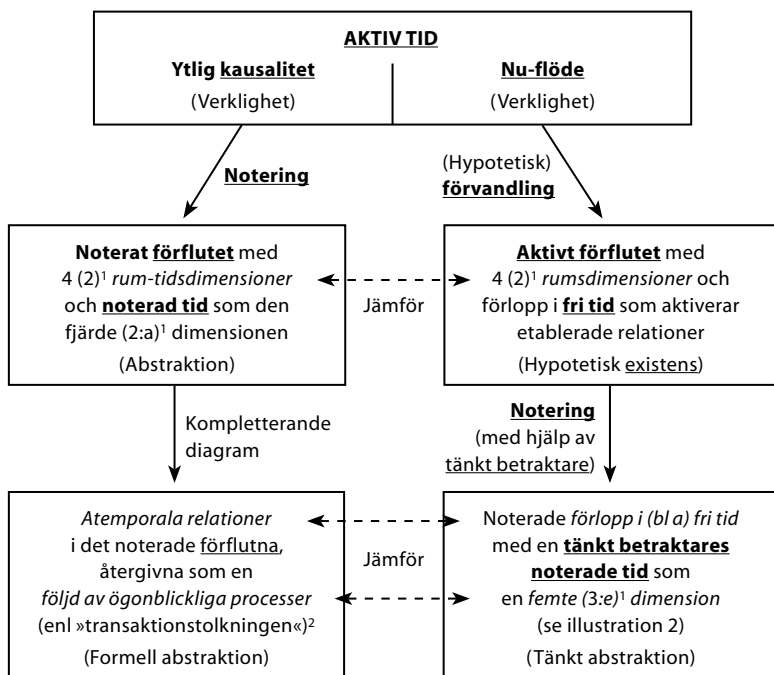 AKTIV TID
Ytlig kausalitet
(Verklighet)
Nu-flöde
(Verklighet)
Notering
(Hypotetisk)
förvandling
Noterat förflutet med
4 (2)¹ rum-tidsdimensioner
och noterad tid som den
fjärde (2:a)¹ dimensionen
(Abstraktion)
Jämför
Aktivt förflutet med
4 (2)¹ rumsdimensioner och
förlopp i fri tid som aktiverar
etablerade relationer
(Hypotetisk existens)
Kompletterande
diagram
Notering
(med hjälp av
tänkt betraktare)
Atemporala relationer
i det noterade förflutna,
återgivna som en
följd av ögonblickliga processer
(enl »transaktionstolkningen«)²
(Formell abstraktion)
Jämför
Noterade förlopp i (bl a) fri tid
med en tänkt betraktares
noterade tid som
en femte (3:e)¹ dimension
(se illustration 2)
(Tänkt abstraktion)